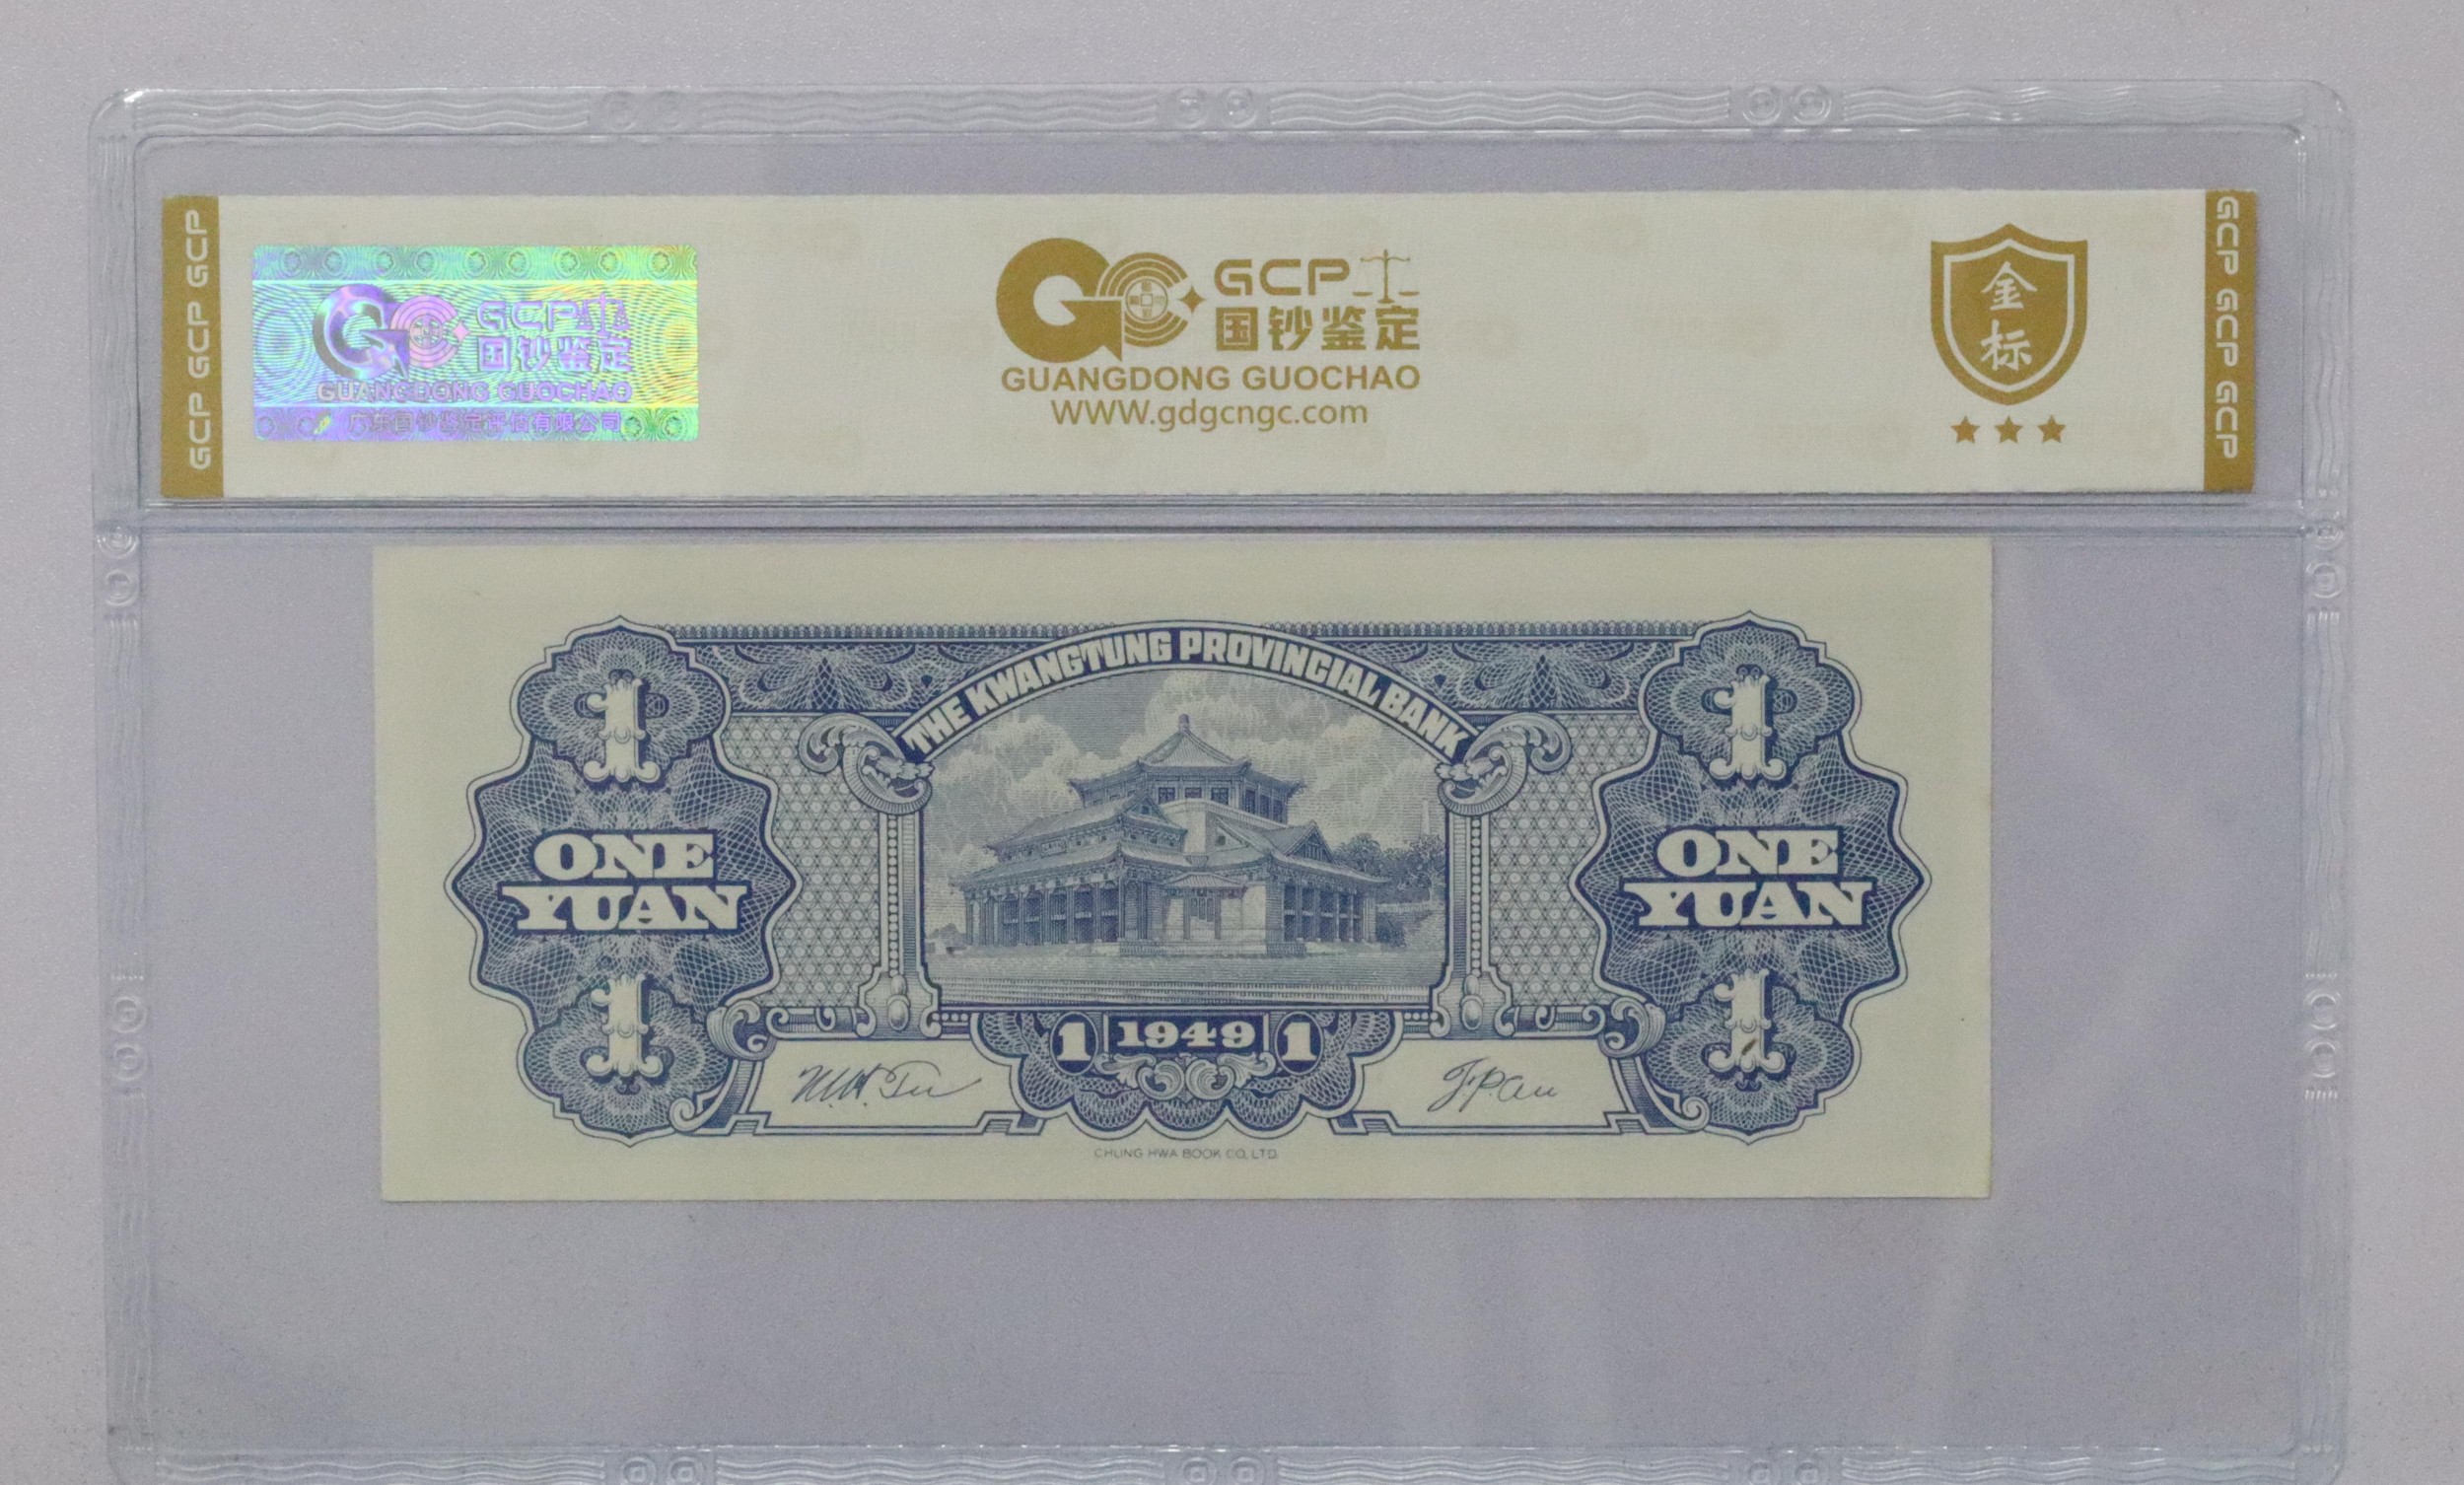 GCP GCP GCP
GCP
国钞鉴定
GUANGDONG GUOCHAO
广东国钞鉴定评估有限公司
GCP
国钞鉴定
GUANGDONG GUOCHAO
WWW.gdgcngc.com
金
标
GCP GCP GCP
THE KWANGTUNG PROVINCIAL BANK
1
1
ONE
YUAN
ONE
YUAN
1
1
1 1949 1
CHUNG HWA BOOK CO. LTD.